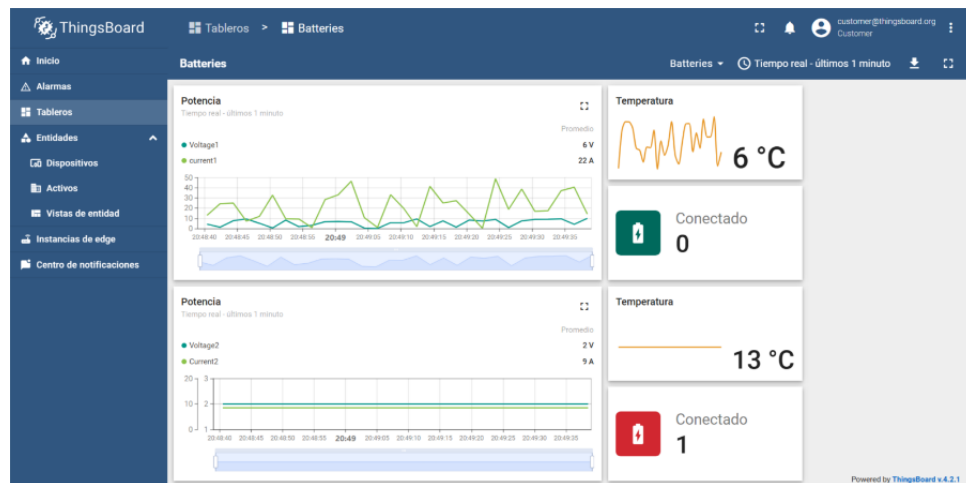 ThingsBoard
Tableros > Batteries
customer@thingsboard.org
Customer
Inicio
Alarmas
Tableros
Entidades
Dispositivos
Activos
Vistas de entidad
Instancias de edge
Centro de notificaciones
Batteries
Batteries
Tiempo real - últimos 1 minuto
Potencia
Tiempo real - últimos 1 minuto
Promedio
Voltage1 6 V
current1 22 A
50
40
30
20
10
0
20:48:40 20:48:45 20:48:50 20:48:55 20:49 20:49:05 20:49:10 20:49:15 20:49:20 20:49:25 20:49:30 20:49:35
Temperatura
6 °C
Conectado
0
Potencia
Tiempo real - últimos 1 minuto
Promedio
Voltage2 2 V
Current2 9 A
20 3
10 2
0 1
20:48:40 20:48:45 20:48:50 20:48:55 20:49 20:49:05 20:49:10 20:49:15 20:49:20 20:49:25 20:49:30 20:49:35
Temperatura
13 °C
Conectado
1
Powered by ThingsBoard v.4.2.1